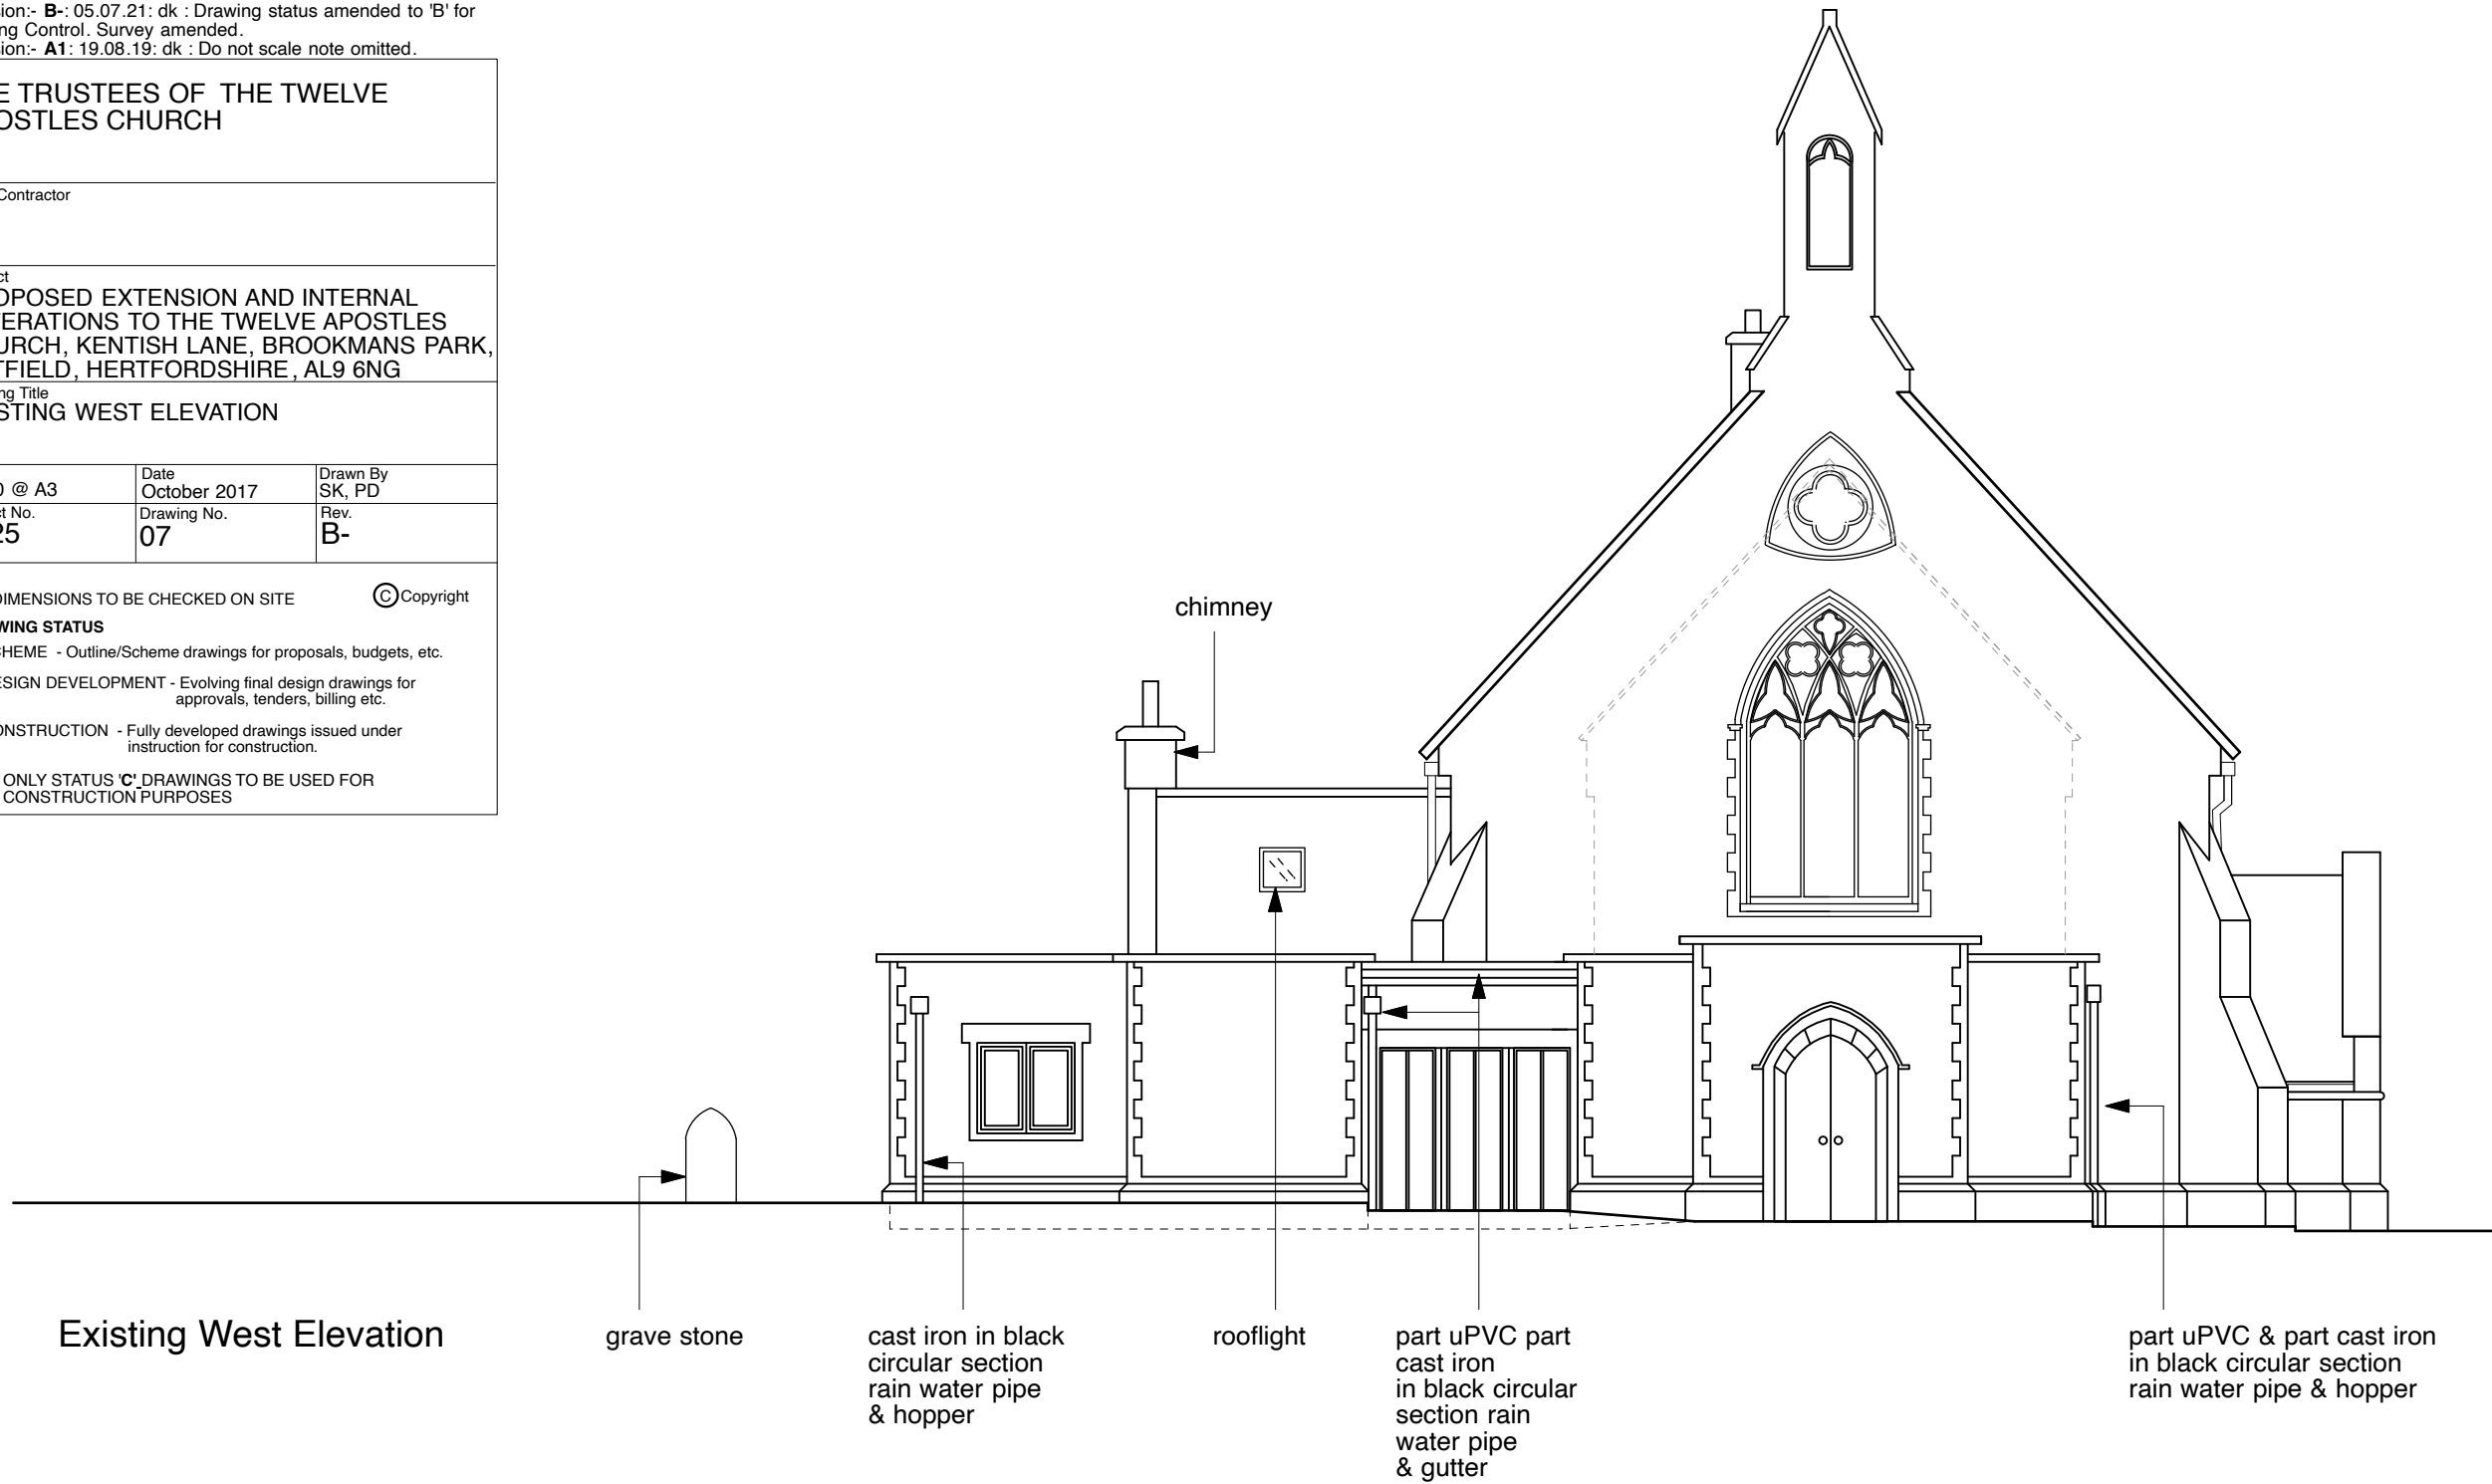 sion:- B-: 05.07.21: dk : Drawing status amended to 'B' for
ng Control. Survey amended.
sion:- A1: 19.08.19: dk : Do not scale note omitted.
E TRUSTEES OF THE TWELVE
OSTLES CHURCH
Contractor
ct
OPOSED EXTENSION AND INTERNAL
TERATIONS TO THE TWELVE APOSTLES
URCH, KENTISH LANE, BROOKMANS PARK,
TFIELD, HERTFORDSHIRE, AL9 6NG
ng Title
STING WEST ELEVATION
0 @ A3
Date
October 2017
Drawn By
SK, PD
ct No.
25
Drawing No.
07
Rev.
B-
DIMENSIONS TO BE CHECKED ON SITE
© Copyright
WING STATUS
HEME - Outline/Scheme drawings for proposals, budgets, etc.
ESIGN DEVELOPMENT - Evolving final design drawings for
approvals, tenders, billing etc.
ONSTRUCTION - Fully developed drawings issued under
instruction for construction.
ONLY STATUS 'C' DRAWINGS TO BE USED FOR
CONSTRUCTION PURPOSES
chimney
Existing West Elevation
grave stone
cast iron in black
circular section
rain water pipe
& hopper
rooflight
part uPVC part
cast iron
in black circular
section rain
water pipe
& gutter
part uPVC & part cast iron
in black circular section
rain water pipe & hopper